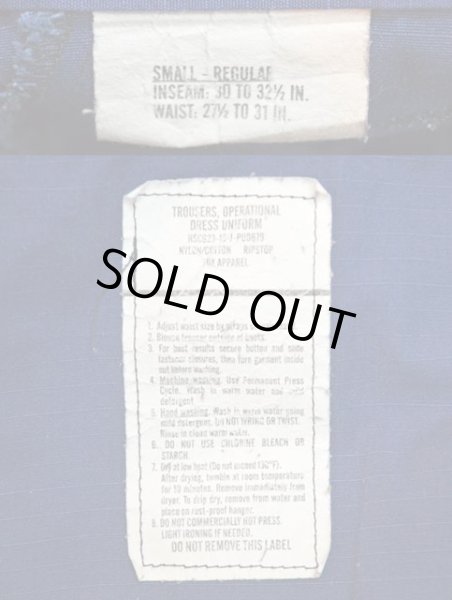 SMALL - REGULAR
INSEAM: 30 TO 32½ IN.
WAIST: 27½ TO 31 IN.
TROUSERS, OPERATIONAL
DRESS UNIFORM
NYLON/COTTON RIPSTOP
APPAREL
SOLD OUT
1. Adjust waist size by
2. Blouse trouser outside of boots.
3. For best results secure button and slide
fastener closures, then turn garment inside
out before washing.
4. Machine washing. Use Permanent Press
Cycle. Wash in warm water and mild
detergent.
5. Hand washing. Wash in warm water using
mild detergent. DO NOT WRING OR TWIST.
Rinse in clean warm water.
6. DO NOT USE CHLORINE BLEACH OR
STARCH.
7. Dry at low heat (Do not exceed 130°F).
After drying, tumble at room temperature
for 10 minutes. Remove immediately from
dryer. To drip dry, remove from water and
place on rust-proof hanger.
8. DO NOT COMMERCIALLY HOT PRESS.
LIGHT IRONING IF NEEDED.
DO NOT REMOVE THIS LABEL